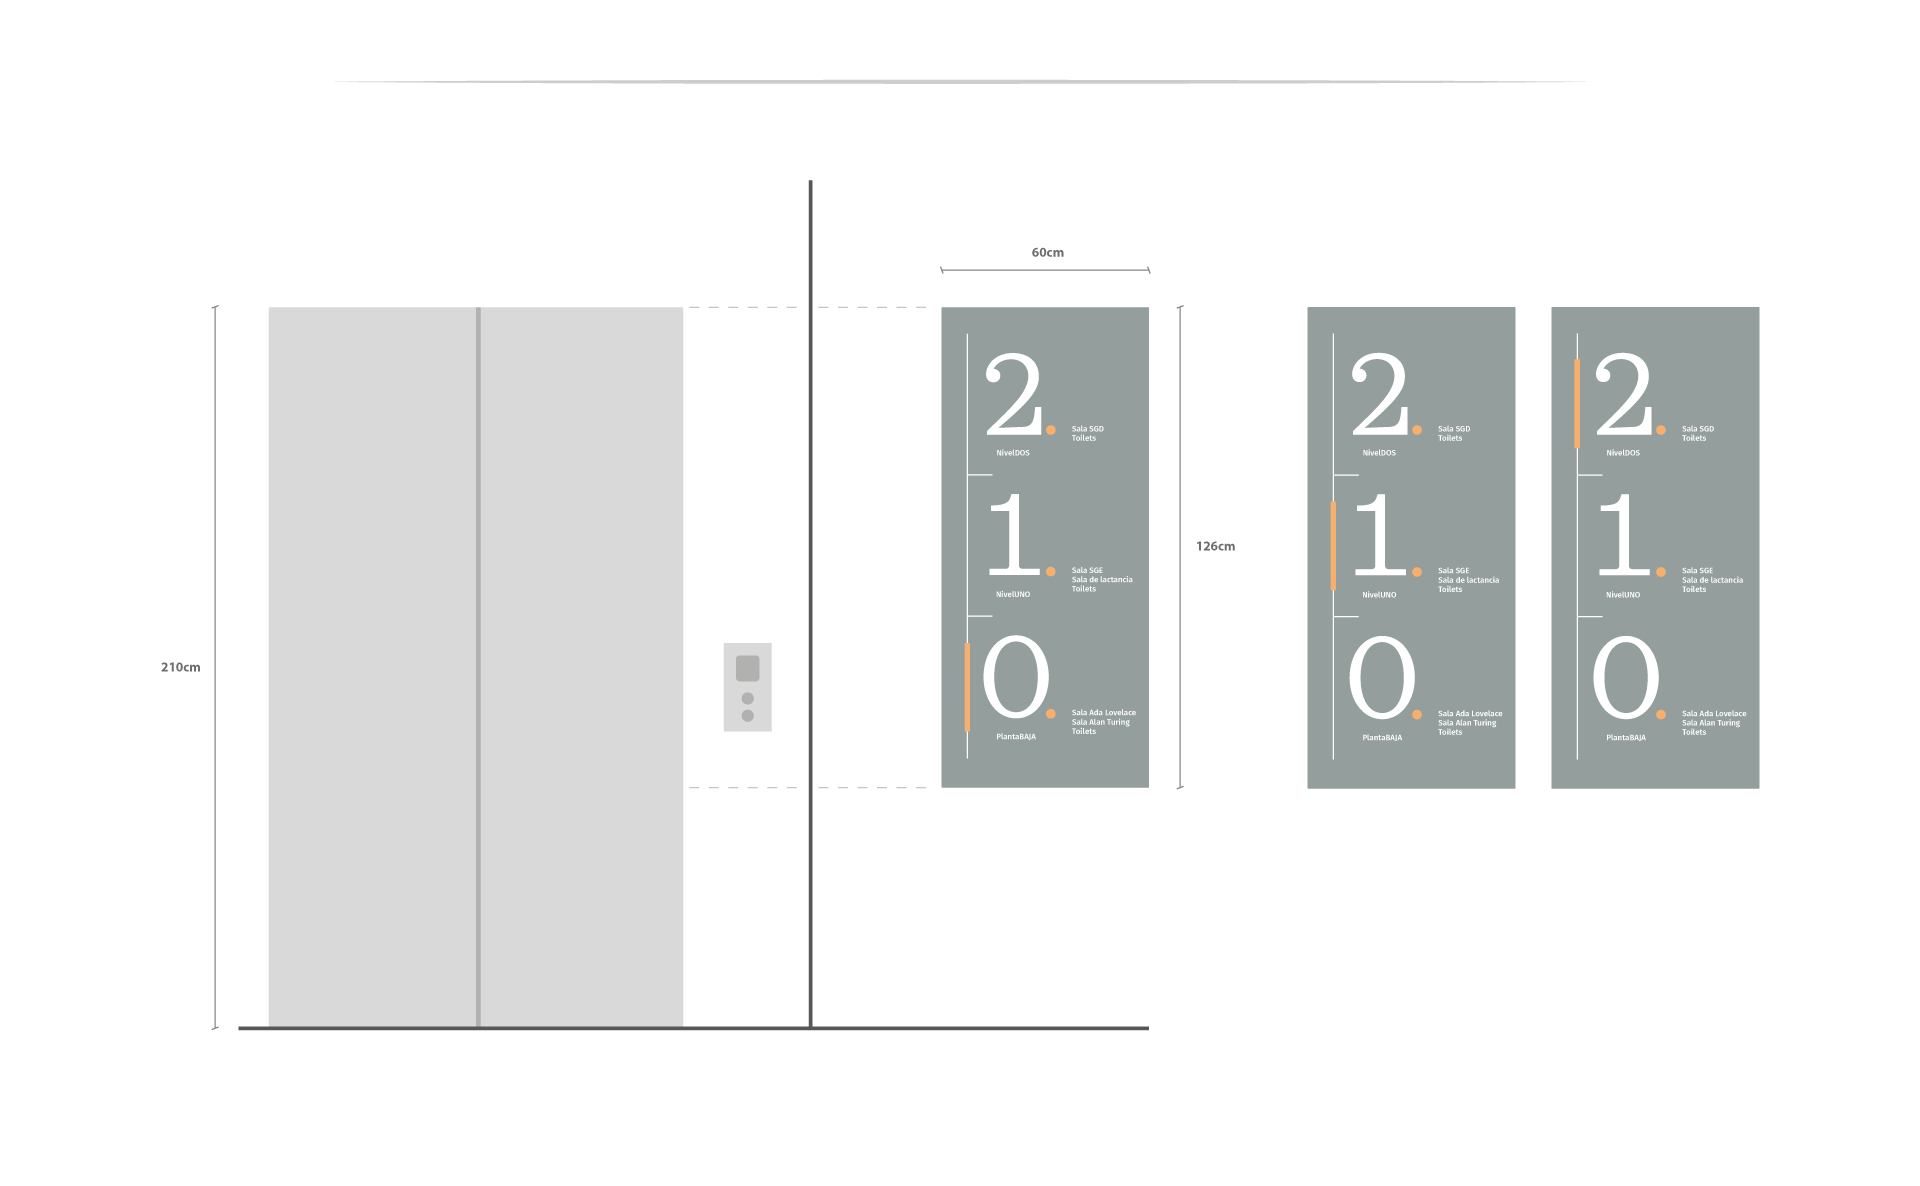 60cm
210cm
126cm
2.
Sala SGD
Toilets
NivelDOS
1.
Sala SGE
Sala de lactancia
Toilets
NivelUNO
0.
Sala Ada Lovelace
Sala Alan Turing
Toilets
PlantaBAJA
2.
Sala SGD
Toilets
NivelDOS
1.
Sala SGE
Sala de lactancia
Toilets
NivelUNO
0.
Sala Ada Lovelace
Sala Alan Turing
Toilets
PlantaBAJA
2.
Sala SGD
Toilets
NivelDOS
1.
Sala SGE
Sala de lactancia
Toilets
NivelUNO
0.
Sala Ada Lovelace
Sala Alan Turing
Toilets
PlantaBAJA